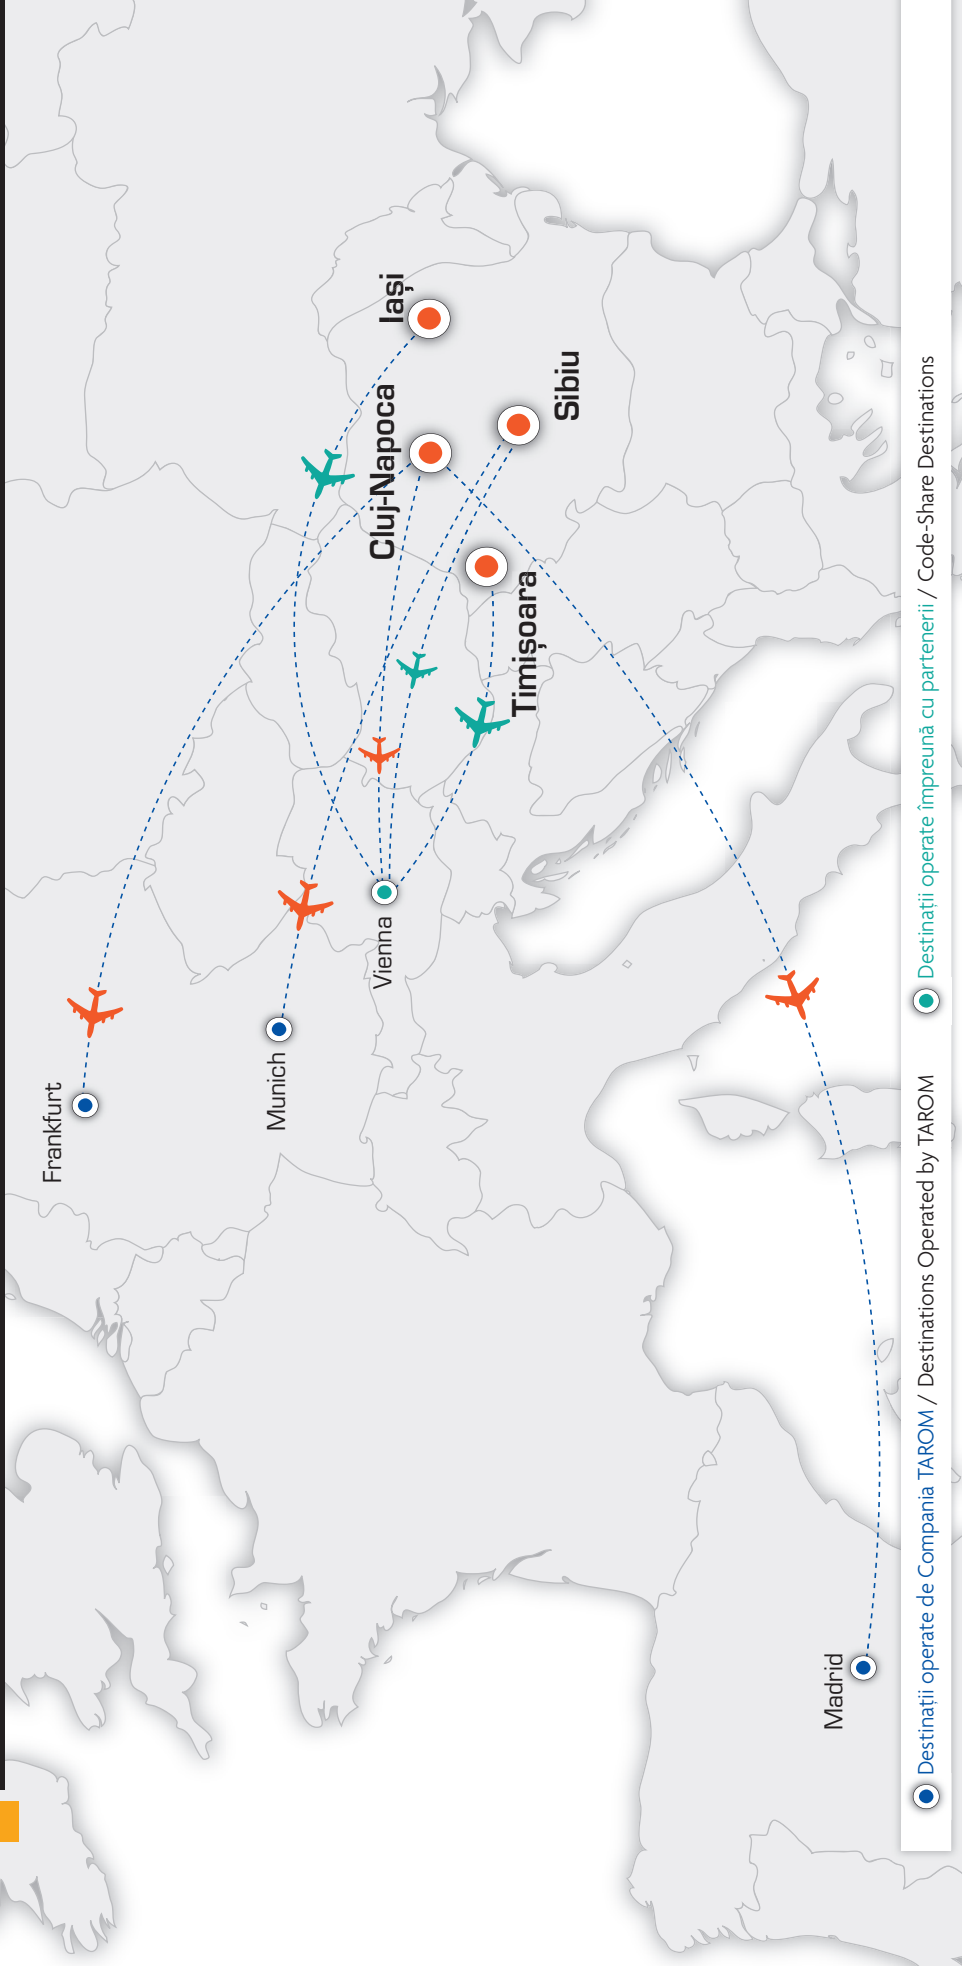 Frankfurt
Munich
Vienna
Iași
Cluj-Napoca
Sibiu
Timișoara
Madrid
Destinații operate de Compania TAROM / Destinations Operated by TAROM
Destinații operate împreună cu partenerii / Code-Share Destinations